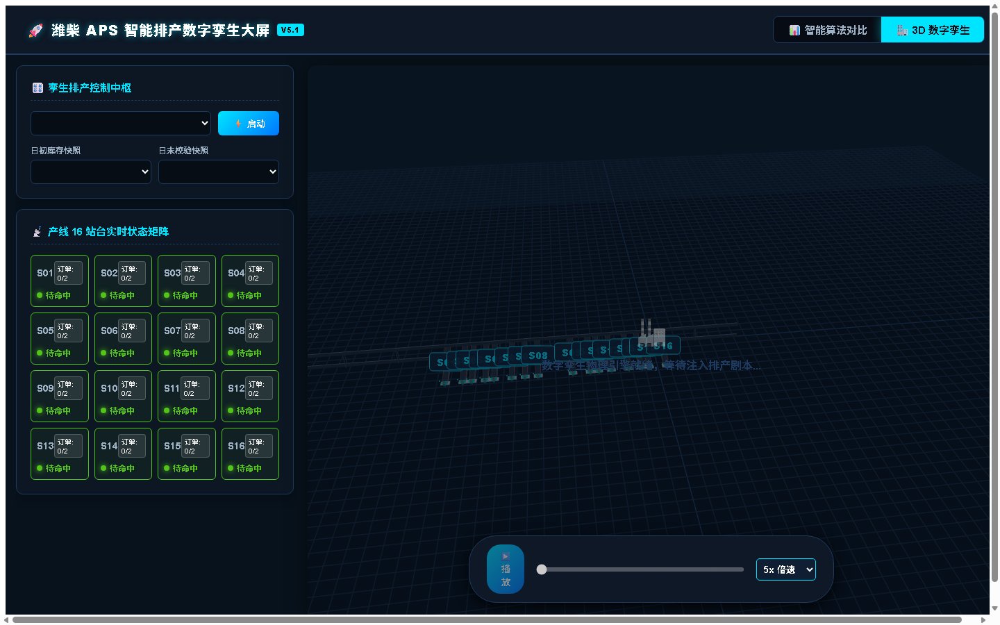 潍柴 APS 智能排产数字孪生大屏 V5.1
智能算法对比
3D 数字孪生
孪生排产控制中枢
启动
日初库存快照
日末校验快照
产线 16 站台实时状态矩阵
S01 订单: 0/2
待命中
S02 订单: 0/2
待命中
S03 订单: 0/2
待命中
S04 订单: 0/2
待命中
S05 订单: 0/2
待命中
S06 订单: 0/2
待命中
S07 订单: 0/2
待命中
S08 订单: 0/2
待命中
S09 订单: 0/2
待命中
S10 订单: 0/2
待命中
S11 订单: 0/2
待命中
S12 订单: 0/2
待命中
S13 订单: 0/2
待命中
S14 订单: 0/2
待命中
S15 订单: 0/2
待命中
S16 订单: 0/2
待命中
S08
S16
数字孪生物理引擎就绪，等待注入排产剧本...
播放
5x 倍速